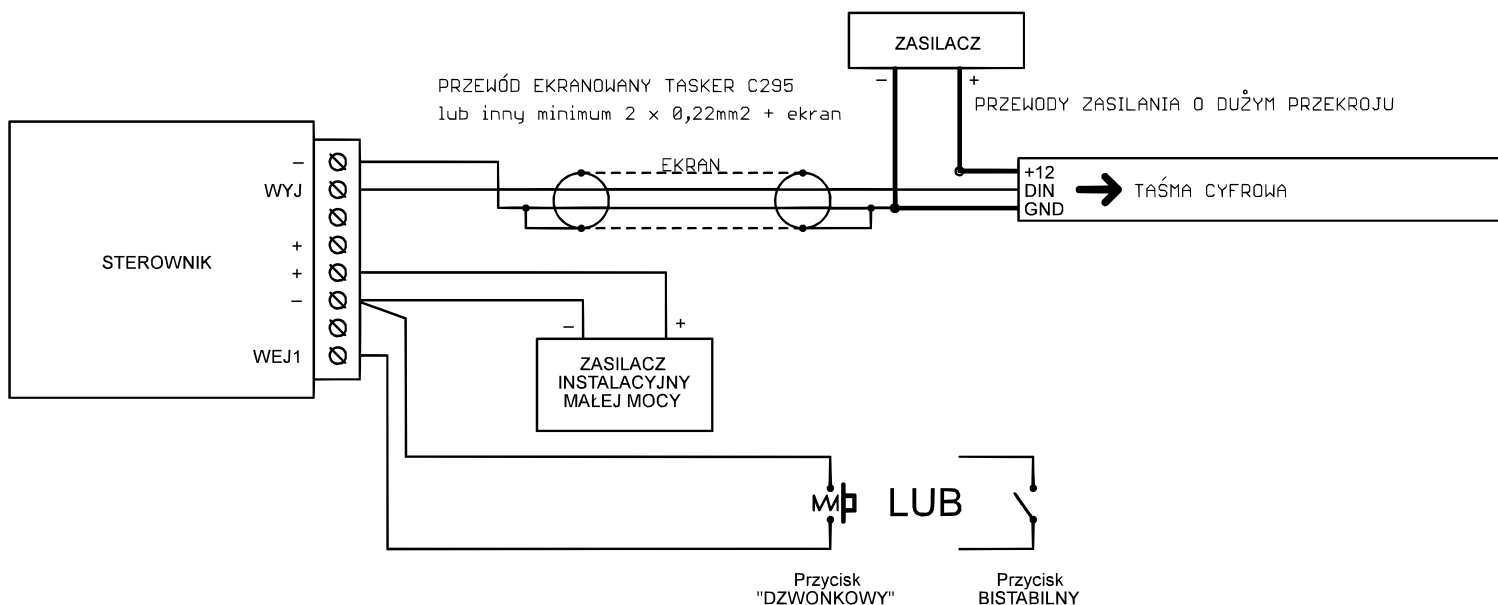 ZASILACZ
– +
PRZEWÓD EKRANOWANY TASKER C295
lub inny minimum 2 x 0,22mm2 + ekran
PRZEWODY ZASILANIA O DUŻYM PRZEKROJU
EKRAN
STEROWNIK
–
WYJ
+
+
–
WEJ1
+12
DIN
GND
TAŚMA CYFROWA
– +
ZASILACZ
INSTALACYJNY
MAŁEJ MOCY
LUB
Przycisk
"DZWONKOWY"
Przycisk
BISTABILNY